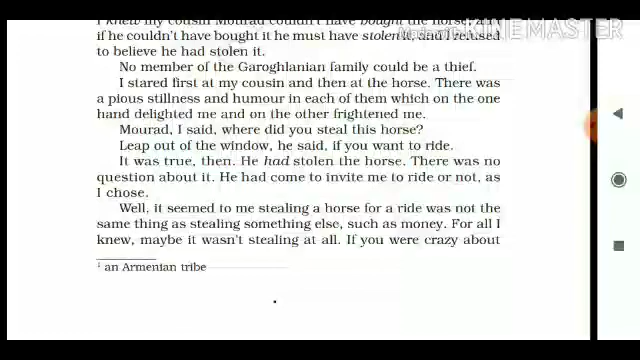 I knew my cousin Mourad couldn't have bought the horse, and
if he couldn't have bought it he must have stolen it, and I refused
to believe he had stolen it.
No member of the Garoghlanian family could be a thief.
I stared first at my cousin and then at the horse. There was
a pious stillness and humour in each of them which on the one
hand delighted me and on the other frightened me.
Mourad, I said, where did you steal this horse?
Leap out of the window, he said, if you want to ride.
It was true, then. He had stolen the horse. There was no
question about it. He had come to invite me to ride or not, as
I chose.
Well, it seemed to me stealing a horse for a ride was not the
same thing as stealing something else, such as money. For all I
knew, maybe it wasn't stealing at all. If you were crazy about
1 an Armenian tribe
Made with KINEMASTER